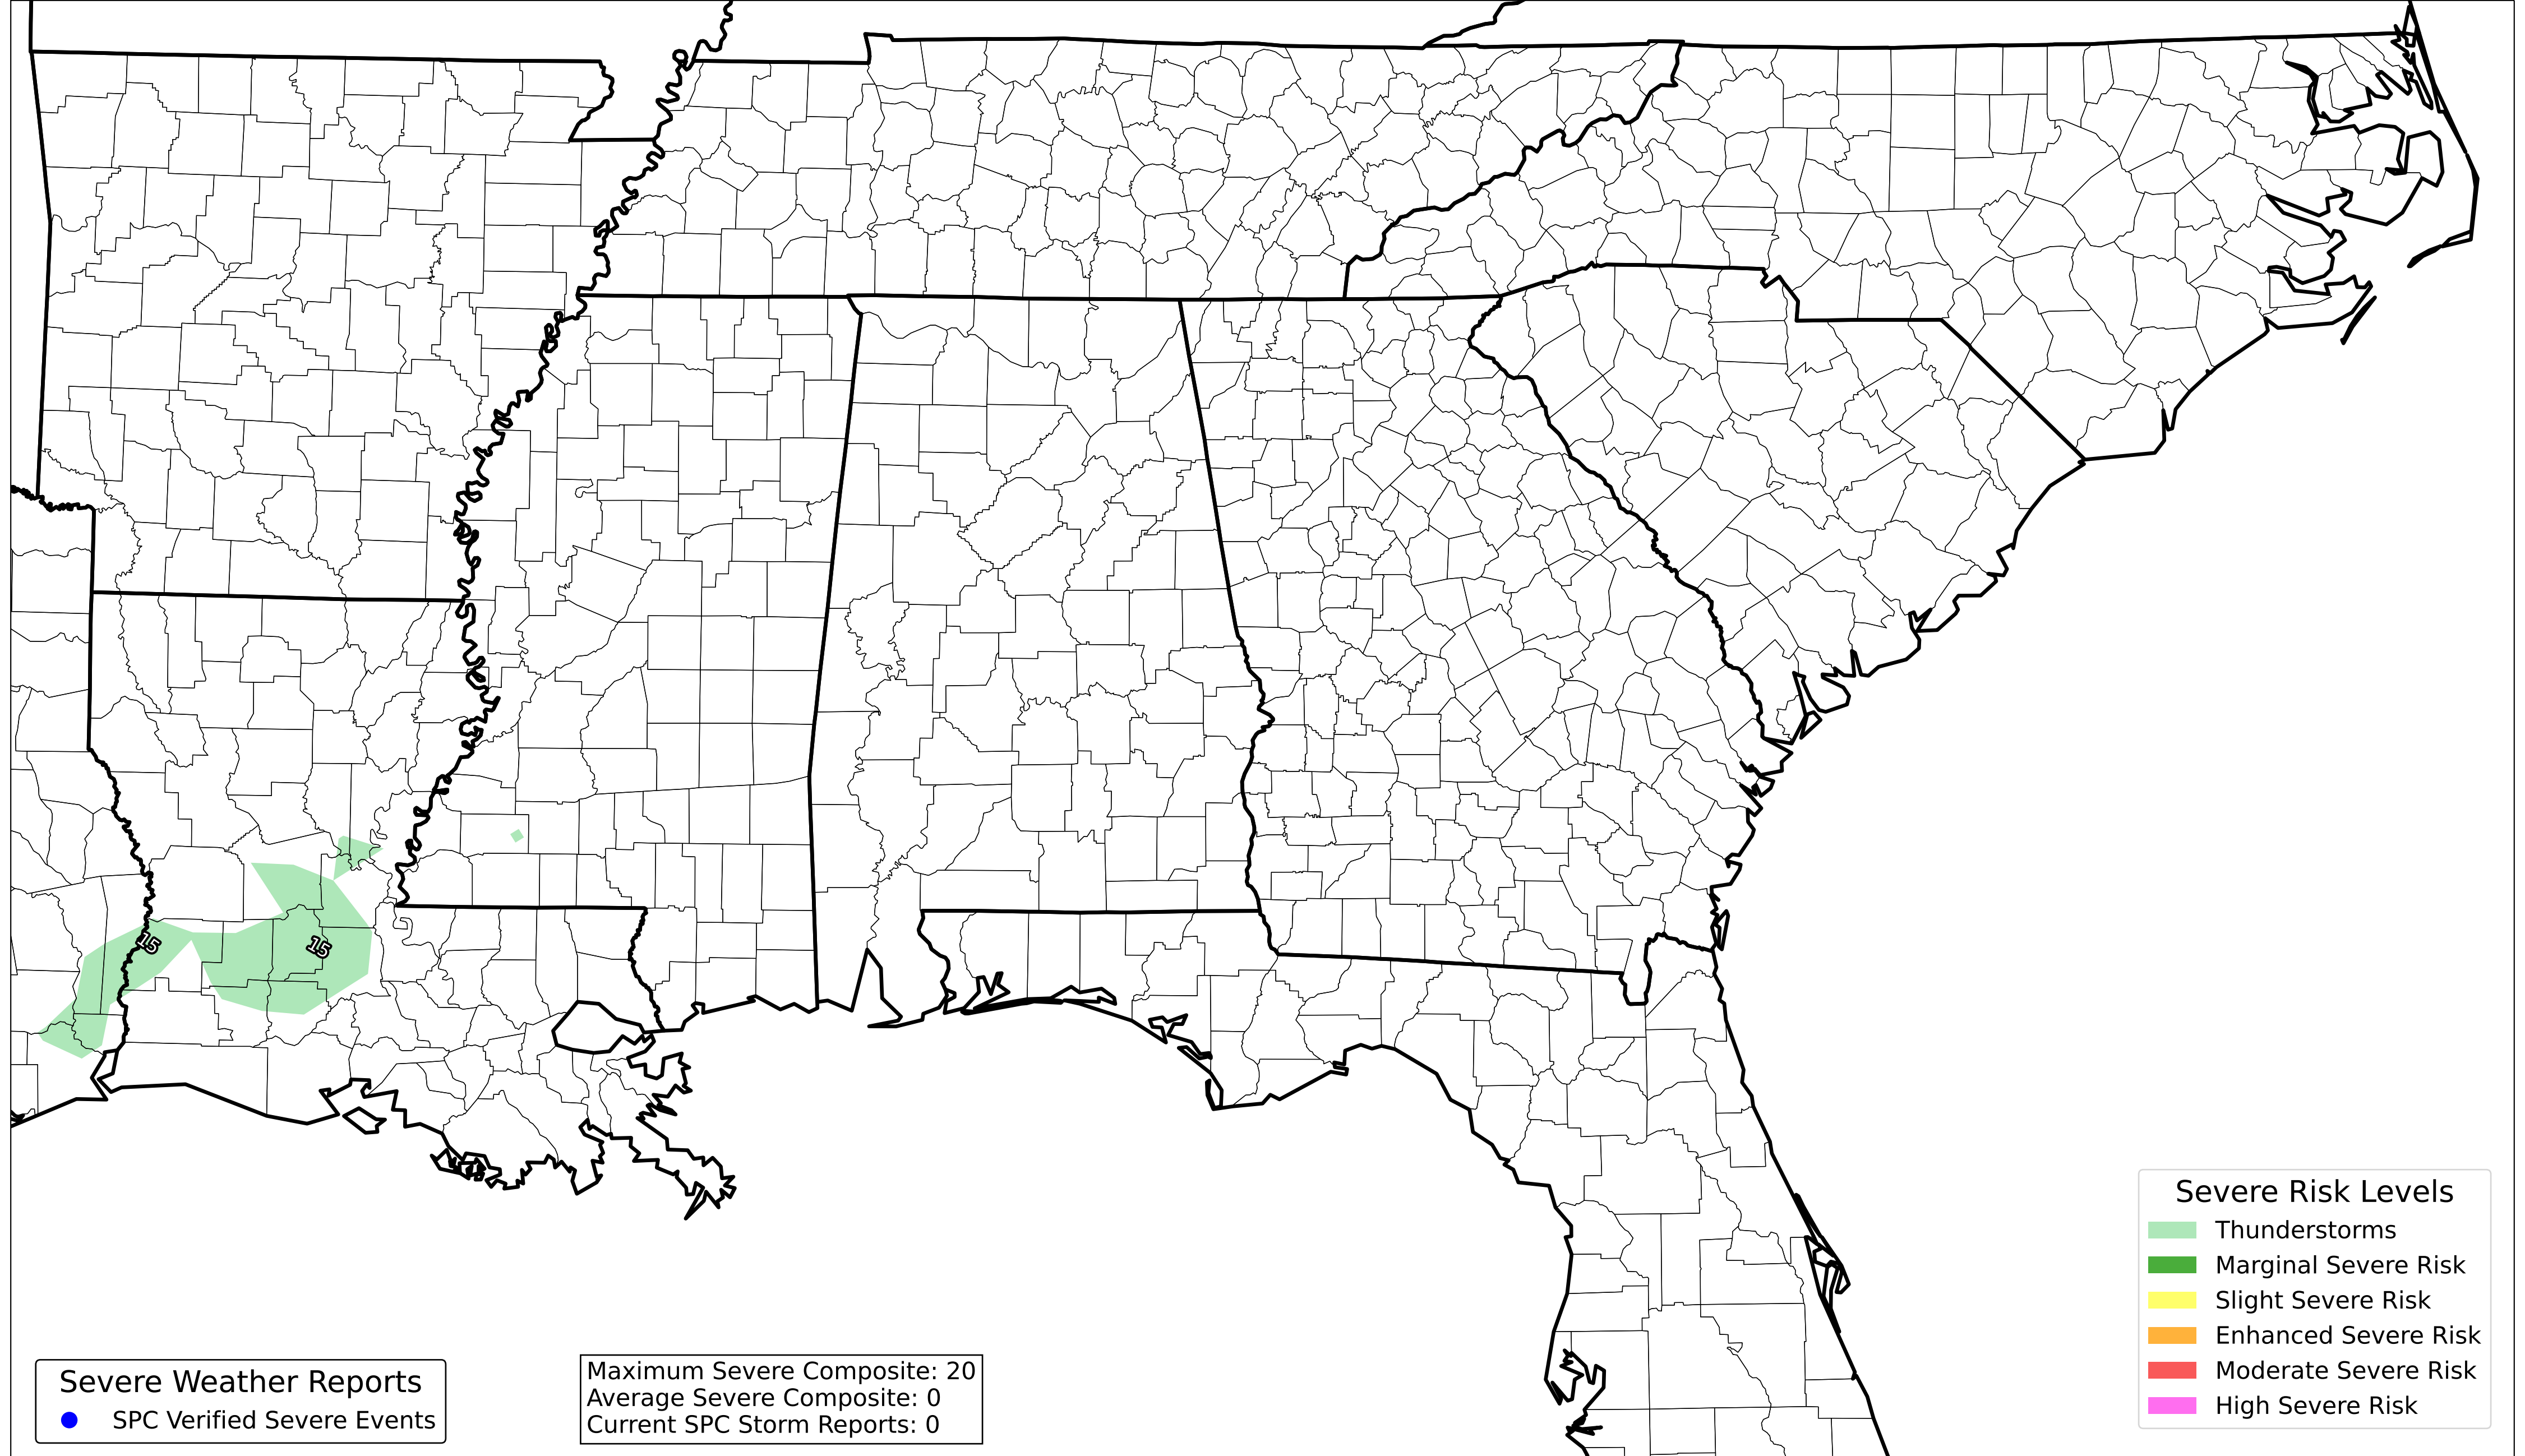 15
15
Severe Weather Reports
SPC Verified Severe Events
Maximum Severe Composite: 20
Average Severe Composite: 0
Current SPC Storm Reports: 0
Severe Risk Levels
Thunderstorms
Marginal Severe Risk
Slight Severe Risk
Enhanced Severe Risk
Moderate Severe Risk
High Severe Risk